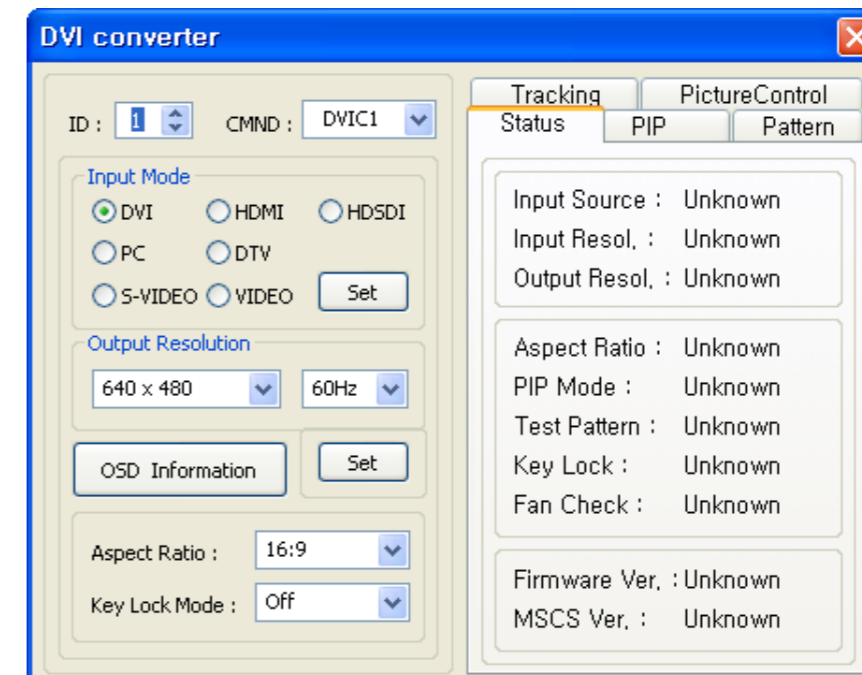 DVI converter
ID : 1 CMND : DVIC1
Input Mode
DVI HDMI HDSDI
PC DTV
S-VIDEO VIDEO Set
Output Resolution
640 x 480 60Hz
OSD Information Set
Aspect Ratio : 16:9
Key Lock Mode : Off
Tracking PictureControl
Status PIP Pattern
Input Source : Unknown
Input Resol. : Unknown
Output Resol. : Unknown
Aspect Ratio : Unknown
PIP Mode : Unknown
Test Pattern : Unknown
Key Lock : Unknown
Fan Check : Unknown
Firmware Ver. : Unknown
MSCS Ver. : Unknown